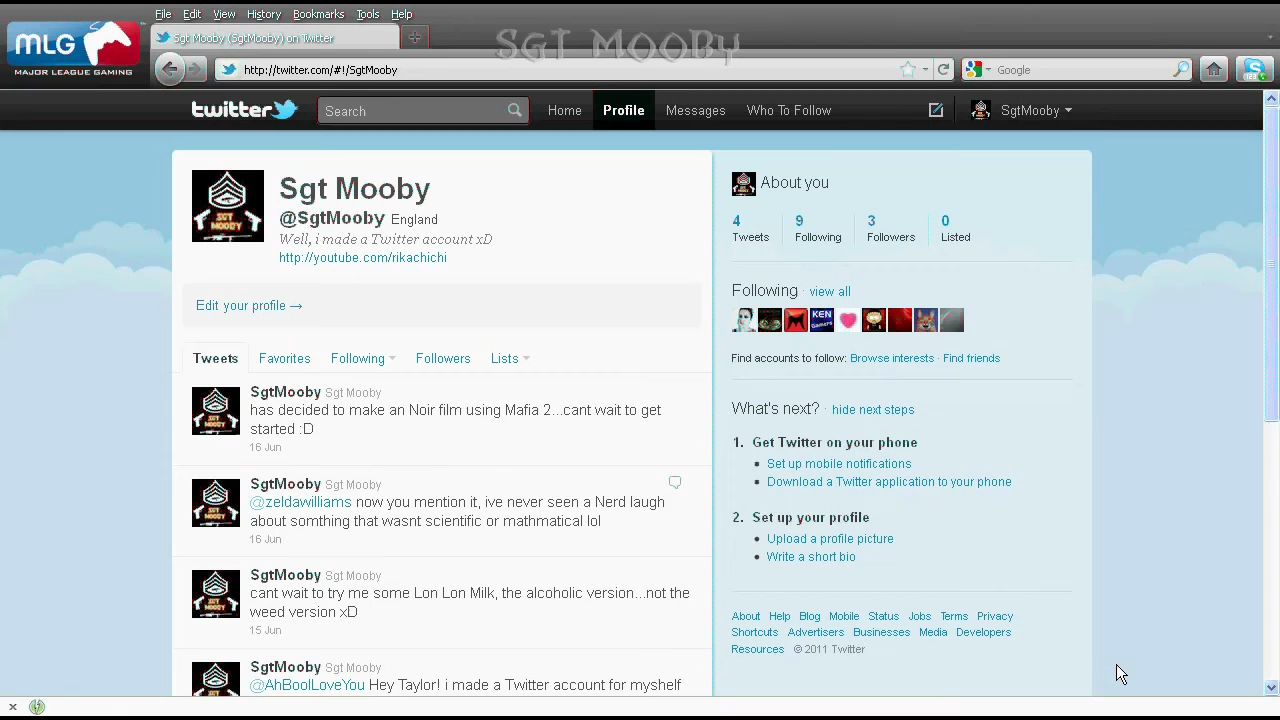 File Edit View History Bookmarks Tools Help
MLG
MAJOR LEAGUE GAMING
Sgt Mooby (SgtMooby) on Twitter
SGT MOOBY
http://twitter.com/#!/SgtMooby
Google
twitter
Search
Home Profile Messages Who To Follow
SgtMooby
SGT MOOBY
Sgt Mooby
@SgtMooby England
Well, i made a Twitter account xD
http://youtube.com/rikachichi
Edit your profile →
Tweets Favorites Following Followers Lists
SgtMooby Sgt Mooby
has decided to make an Noir film using Mafia 2...cant wait to get
started :D
16 Jun
SgtMooby Sgt Mooby
@zeldawilliams now you mention it, ive never seen a Nerd laugh
about somthing that wasnt scientific or mathmatical lol
16 Jun
SgtMooby Sgt Mooby
cant wait to try me some Lon Lon Milk, the alcoholic version...not the
weed version xD
15 Jun
SgtMooby Sgt Mooby
@AhBoolLoveYou Hey Taylor! i made a Twitter account for myshelf
About you
4 9 3 0
Tweets Following Followers Listed
Following · view all
KEN
Gamers
Find accounts to follow: Browse interests · Find friends
What's next? · hide next steps
1. Get Twitter on your phone
Set up mobile notifications
Download a Twitter application to your phone
2. Set up your profile
Upload a profile picture
Write a short bio
About Help Blog Mobile Status Jobs Terms Privacy
Shortcuts Advertisers Businesses Media Developers
Resources © 2011 Twitter